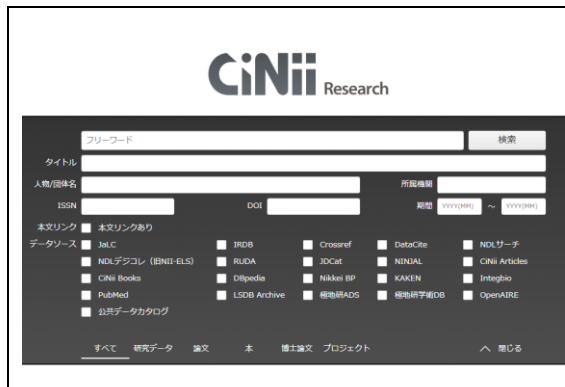 CiNii Research
フリーワード 検索
タイトル
人物/団体名 所属機関
ISSN DOI 期間 YYYY(MM) ～ YYYY(MM)
本文リンク 本文リンクあり
データソース JaLC IRDB Crossref DataCite NDLサーチ
NDLデジコレ（旧NII-ELS） RUDA JDCat NINJAL CiNii Articles
CiNii Books DBpedia Nikkei BP KAKEN Integbio
PubMed LSDB Archive 極地研ADS 極地研学術DB OpenAIRE
公共データカタログ
すべて 研究データ 論文 本 博士論文 プロジェクト 閉じる